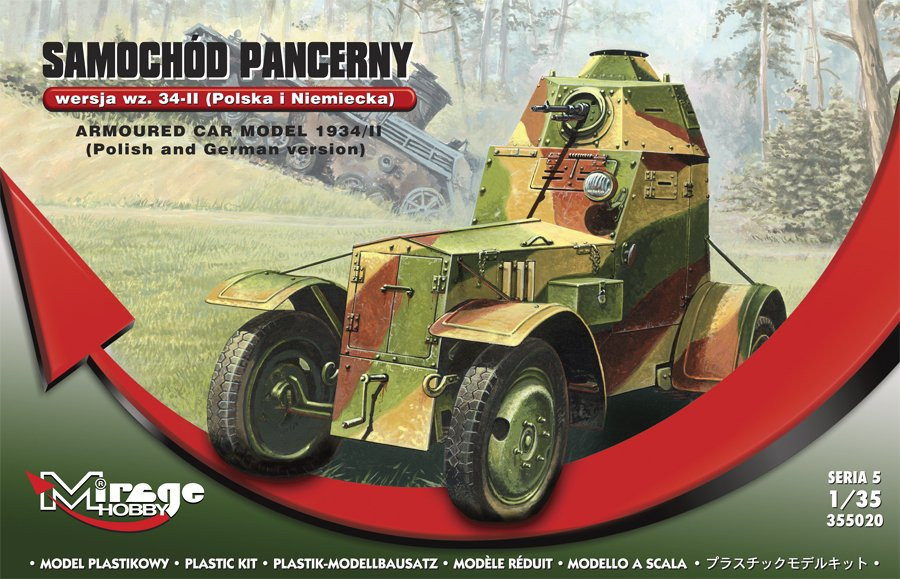 SAMOCHÓD PANCERNY
wersja wz. 34-II (Polska i Niemiecka)
ARMOURED CAR MODEL 1934/II
(Polish and German version)
Mirage®
HOBBY
SERIA 5
1/35
355020
• MODEL PLASTIKOWY • PLASTIC KIT • PLASTIK-MODELLBAUSATZ • MODÈLE RÉDUIT • MODELLO A SCALA • プラスチックモデルキット •